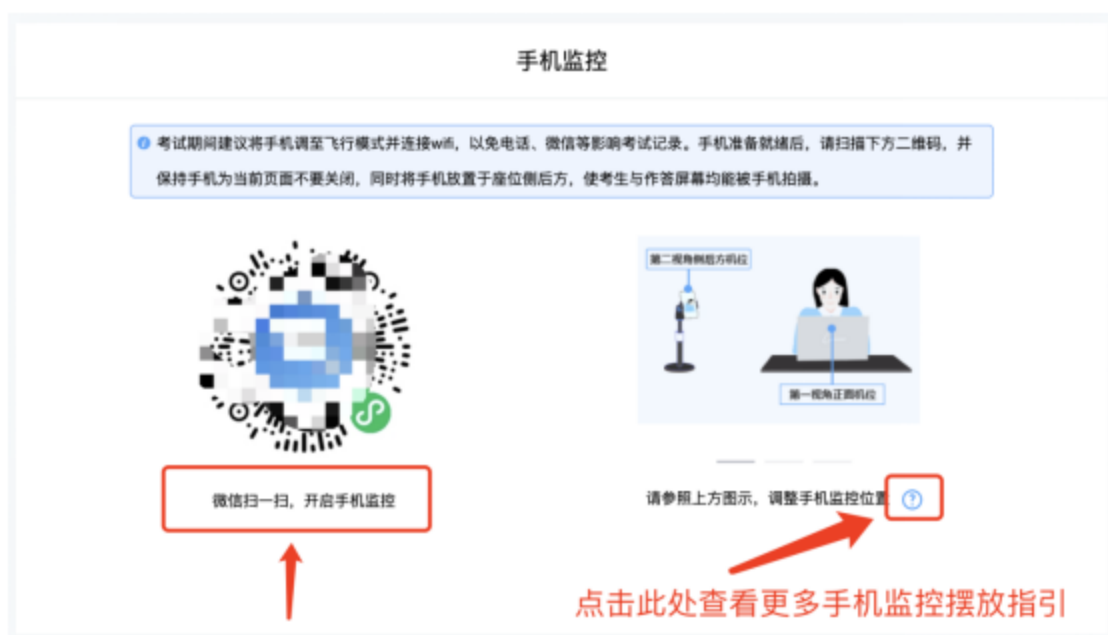 手机监控
考试期间建议将手机调至飞行模式并连接wifi，以免电话、微信等影响考试记录。手机准备就绪后，请扫描下方二维码，并
保持手机为当前页面不要关闭，同时将手机放置于座位侧后方，使考生与作答屏幕均能被手机拍摄。
第二视角侧后方机位
第一视角正面机位
微信扫一扫，开启手机监控
请参照上方图示，调整手机监控位置
点击此处查看更多手机监控摆放指引